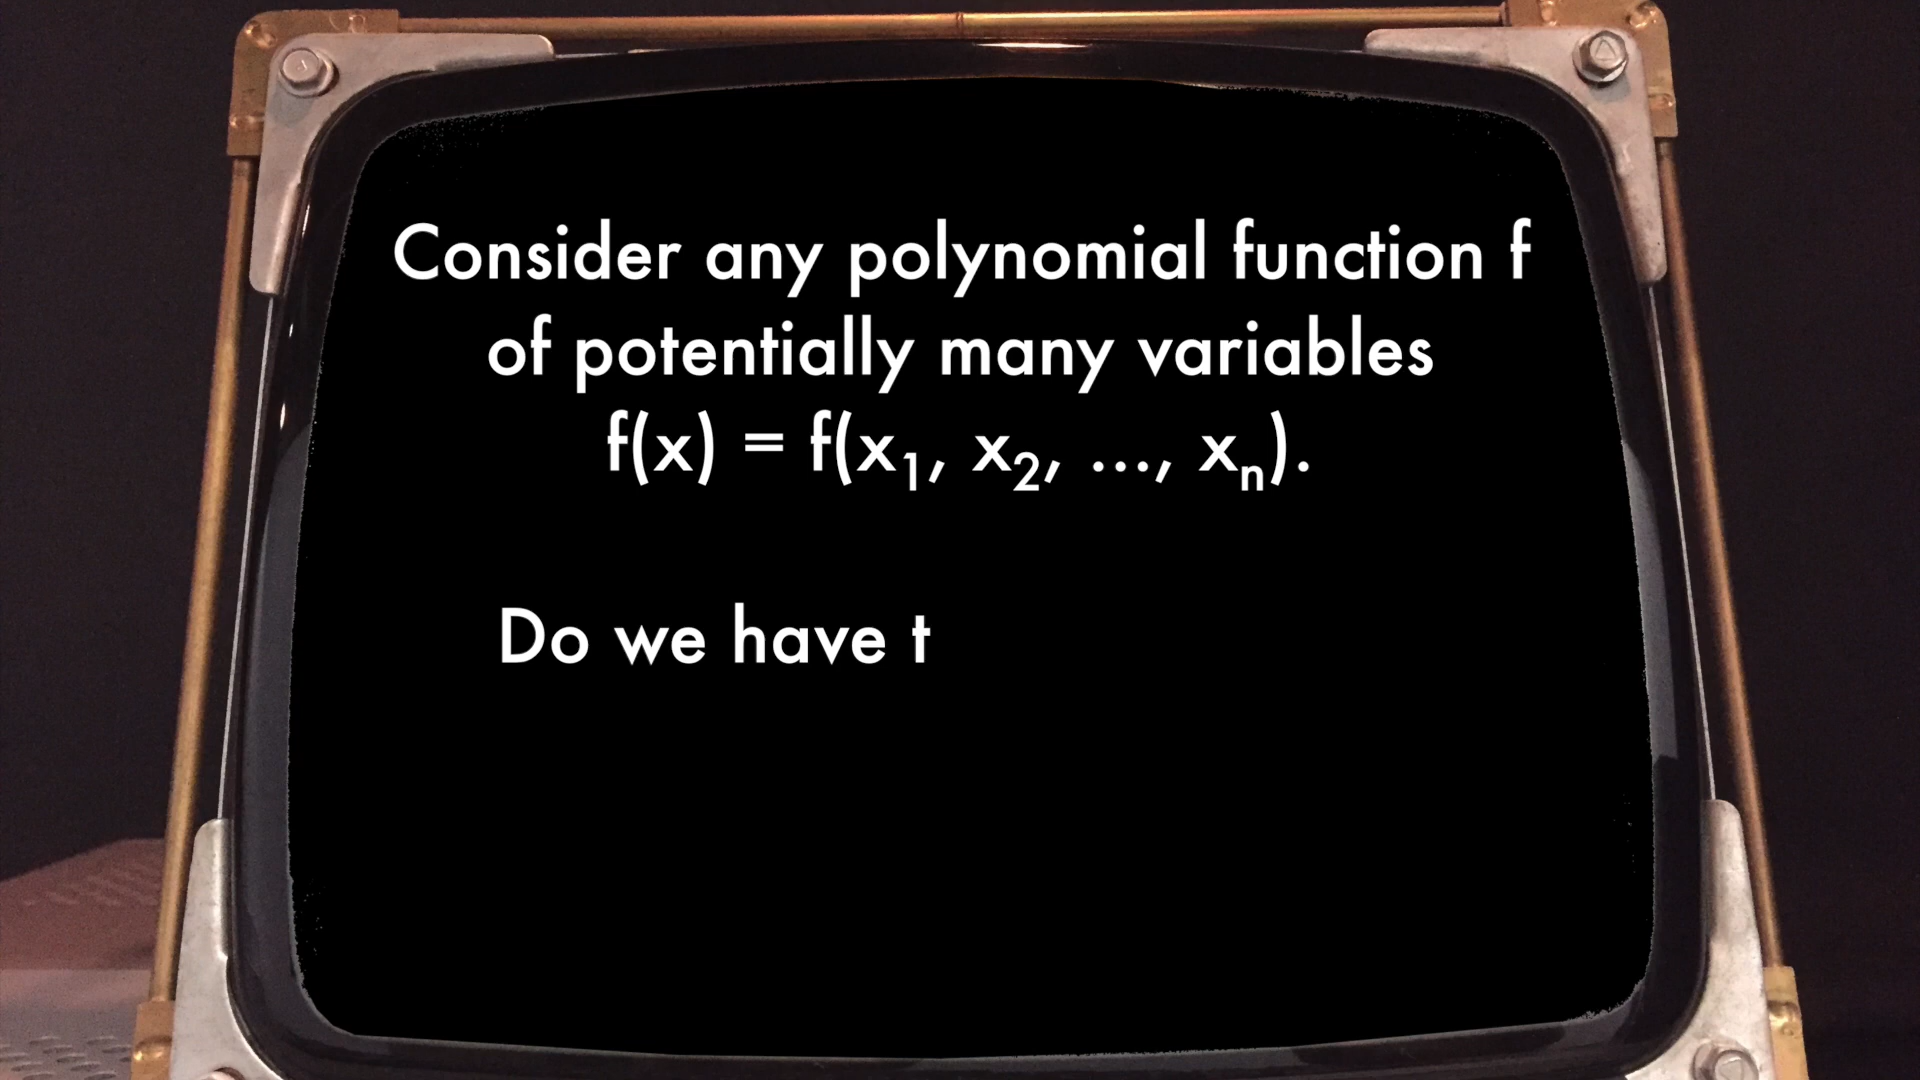 Consider any polynomial function f
of potentially many variables
f(x) = f(x₁, x₂, ..., xₙ).
Do we have t